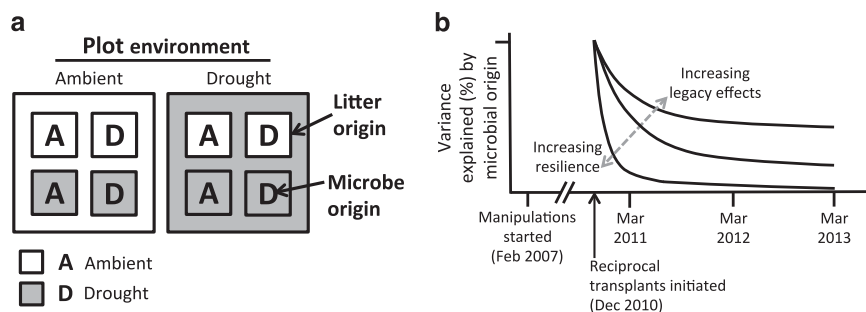 a
Plot environment
Ambient
Drought
A D
A D
A D
A D
Litter
origin
Microbe
origin
A Ambient
D Drought
b
Variance
explained (%) by
microbial origin
Increasing
legacy effects
Increasing
resilience
Manipulations
started
(Feb 2007)
Mar
2011
Mar
2012
Mar
2013
Reciprocal
transplants initiated
(Dec 2010)